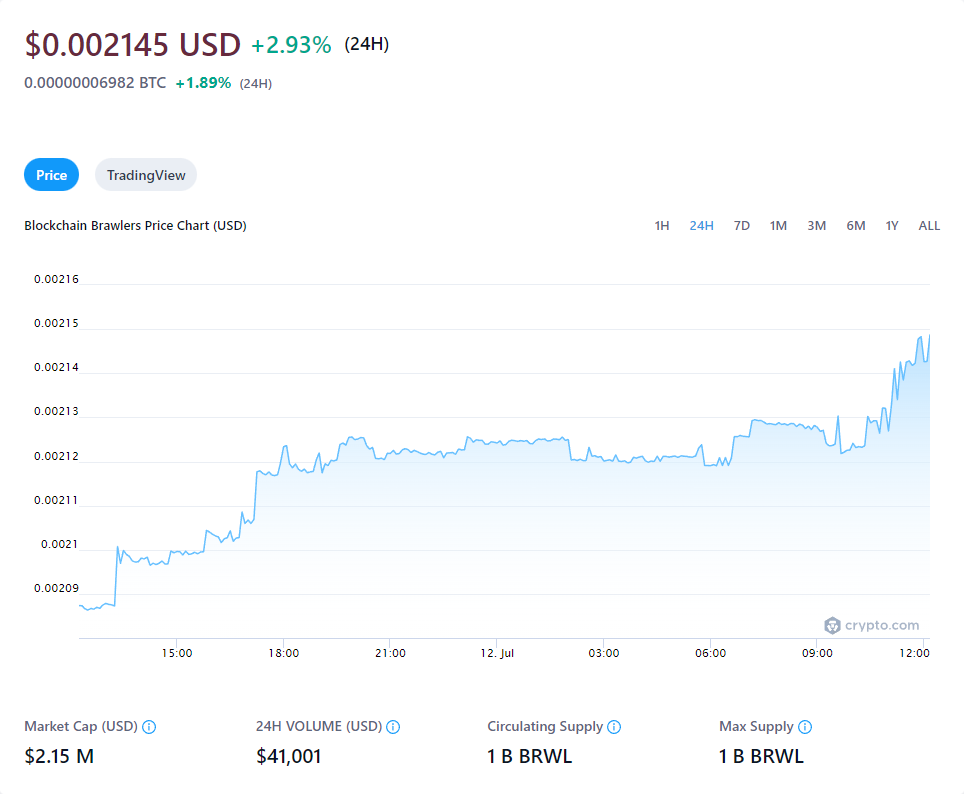 $0.002145 USD +2.93% (24H)
0.00000006982 BTC +1.89% (24H)
Price TradingView
Blockchain Brawlers Price Chart (USD) 1H 24H 7D 1M 3M 6M 1Y ALL
0.00216
0.00215
0.00214
0.00213
0.00212
0.00211
0.0021
0.00209
crypto.com
15:00 18:00 21:00 12. Jul 03:00 06:00 09:00 12:00
Market Cap (USD) 24H VOLUME (USD) Circulating Supply Max Supply
$2.15 M $41,001 1 B BRWL 1 B BRWL